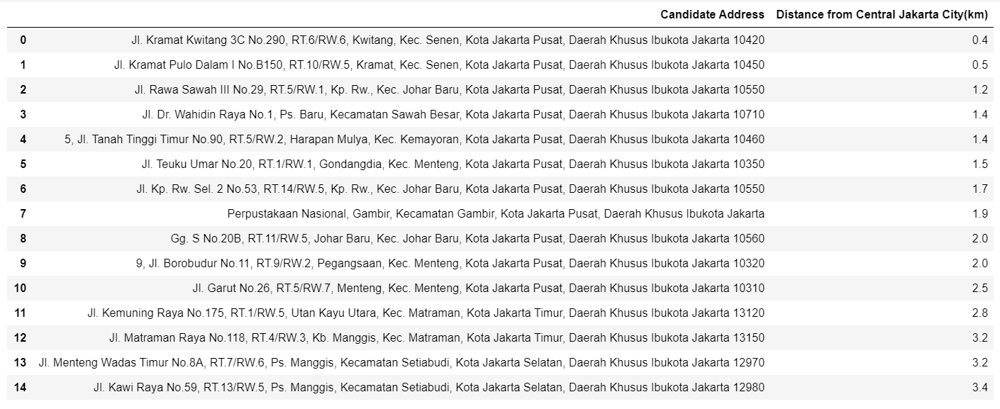 Candidate Address Distance from Central Jakarta City(km)
0 Jl. Kramat Kwitang 3C No.290, RT.6/RW.6, Kwitang, Kec. Senen, Kota Jakarta Pusat, Daerah Khusus Ibukota Jakarta 10420 0.4
1 Jl. Kramat Pulo Dalam I No.B150, RT.10/RW.5, Kramat, Kec. Senen, Kota Jakarta Pusat, Daerah Khusus Ibukota Jakarta 10450 0.5
2 Jl. Rawa Sawah III No.29, RT.5/RW.1, Kp. Rw., Kec. Johar Baru, Kota Jakarta Pusat, Daerah Khusus Ibukota Jakarta 10550 1.2
3 Jl. Dr. Wahidin Raya No.1, Ps. Baru, Kecamatan Sawah Besar, Kota Jakarta Pusat, Daerah Khusus Ibukota Jakarta 10710 1.4
4 5, Jl. Tanah Tinggi Timur No.90, RT.5/RW.2, Harapan Mulya, Kec. Kemayoran, Kota Jakarta Pusat, Daerah Khusus Ibukota Jakarta 10460 1.4
5 Jl. Teuku Umar No.20, RT.1/RW.1, Gondangdia, Kec. Menteng, Kota Jakarta Pusat, Daerah Khusus Ibukota Jakarta 10350 1.5
6 Jl. Kp. Rw. Sel. 2 No.53, RT.14/RW.5, Kp. Rw., Kec. Johar Baru, Kota Jakarta Pusat, Daerah Khusus Ibukota Jakarta 10550 1.7
7 Perpustakaan Nasional, Gambir, Kecamatan Gambir, Kota Jakarta Pusat, Daerah Khusus Ibukota Jakarta 1.9
8 Gg. S No.20B, RT.11/RW.5, Johar Baru, Kec. Johar Baru, Kota Jakarta Pusat, Daerah Khusus Ibukota Jakarta 10560 2.0
9 9, Jl. Borobudur No.11, RT.9/RW.2, Pegangsaan, Kec. Menteng, Kota Jakarta Pusat, Daerah Khusus Ibukota Jakarta 10320 2.0
10 Jl. Garut No.26, RT.5/RW.7, Menteng, Kec. Menteng, Kota Jakarta Pusat, Daerah Khusus Ibukota Jakarta 10310 2.5
11 Jl. Kemuning Raya No.175, RT.1/RW.5, Utan Kayu Utara, Kec. Matraman, Kota Jakarta Timur, Daerah Khusus Ibukota Jakarta 13120 2.8
12 Jl. Matraman Raya No.118, RT.4/RW.3, Kb. Manggis, Kec. Matraman, Kota Jakarta Timur, Daerah Khusus Ibukota Jakarta 13150 3.2
13 Jl. Menteng Wadas Timur No.8A, RT.7/RW.6, Ps. Manggis, Kecamatan Setiabudi, Kota Jakarta Selatan, Daerah Khusus Ibukota Jakarta 12970 3.2
14 Jl. Kawi Raya No.59, RT.13/RW.5, Ps. Manggis, Kecamatan Setiabudi, Kota Jakarta Selatan, Daerah Khusus Ibukota Jakarta 12980 3.4